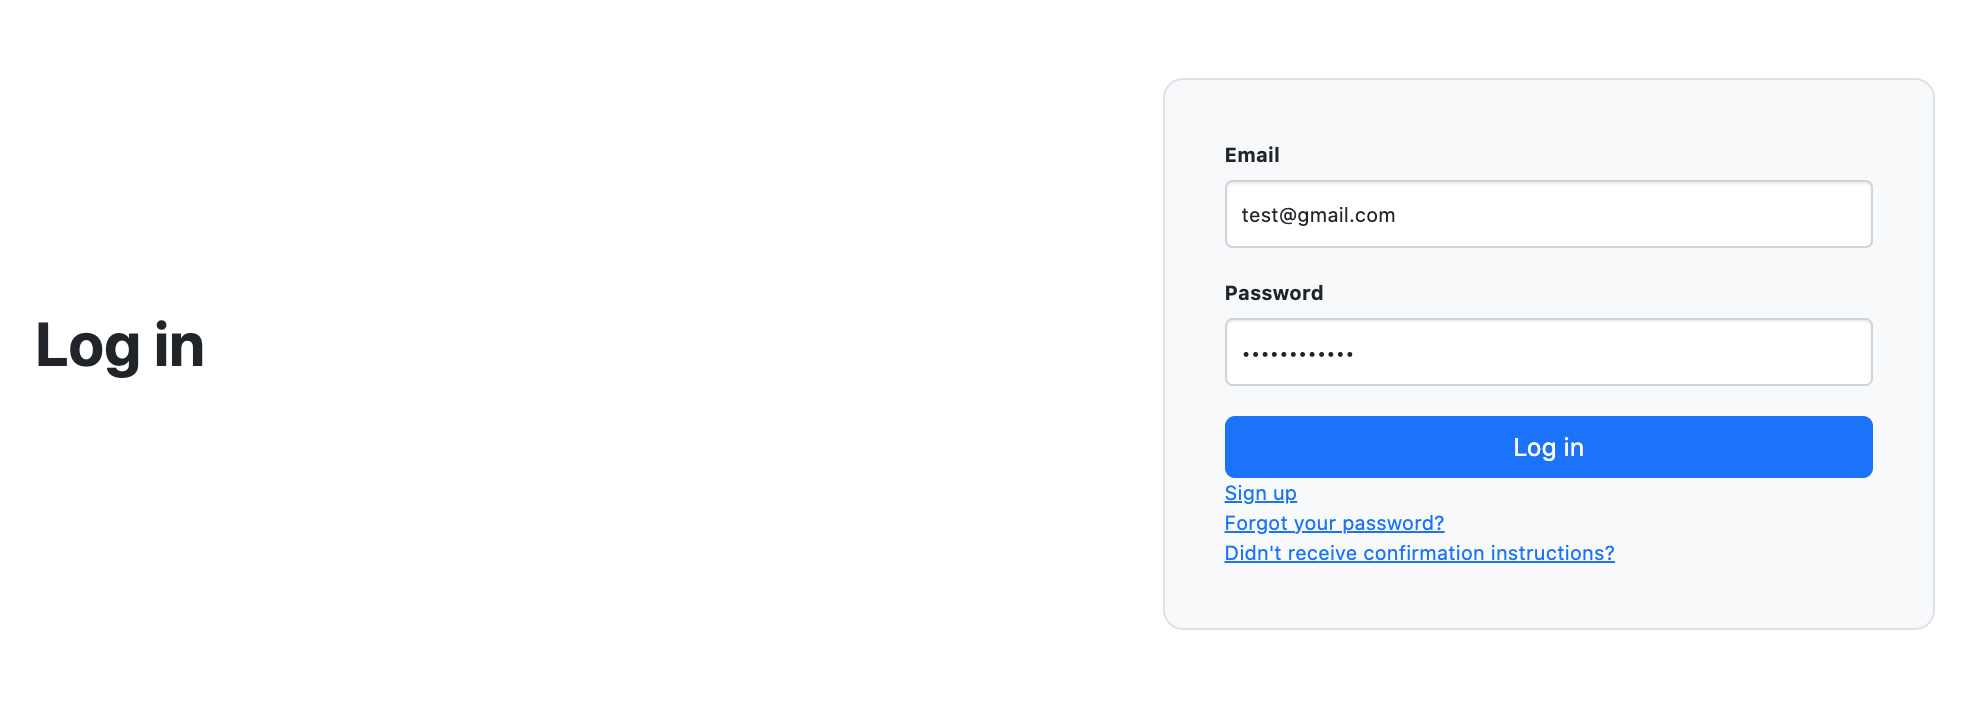 Log in
Email
test@gmail.com
Password
••••••••••••
Log in
Sign up
Forgot your password?
Didn't receive confirmation instructions?